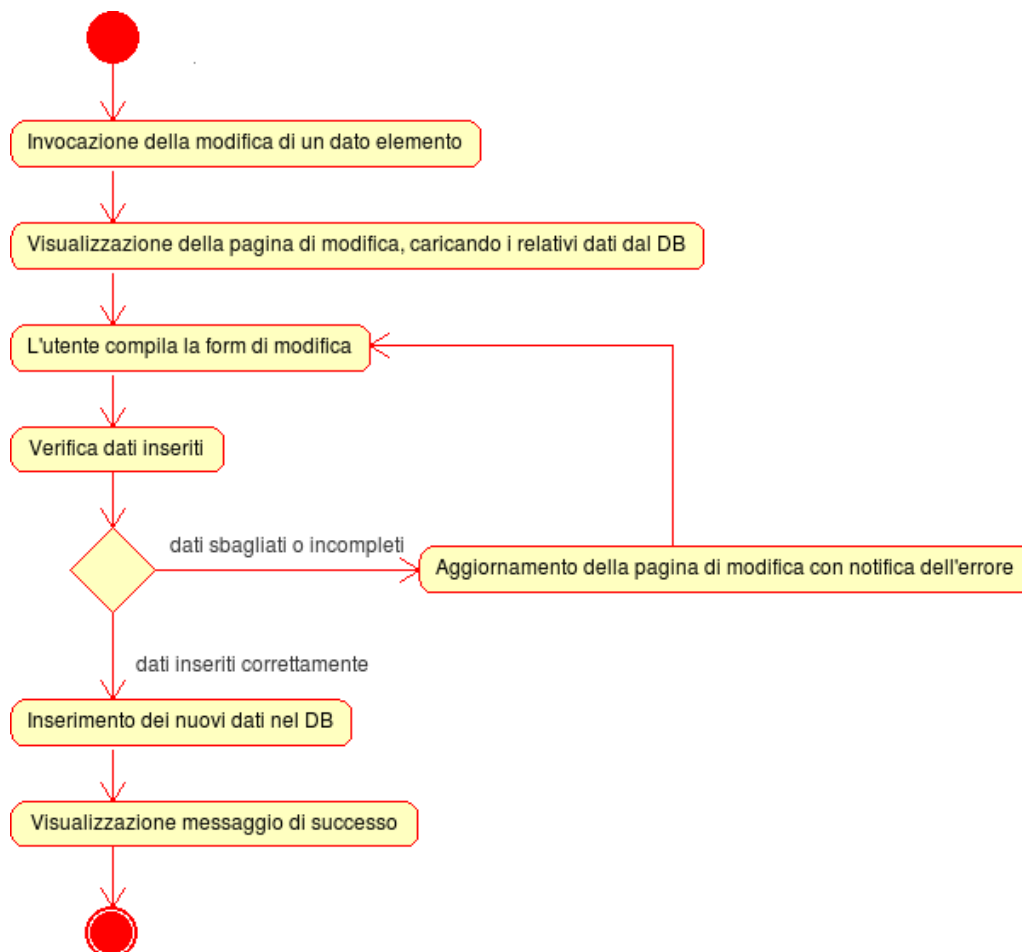 Invocazione della modifica di un dato elemento
Visualizzazione della pagina di modifica, caricando i relativi dati dal DB
L'utente compila la form di modifica
Verifica dati inseriti
dati sbagliati o incompleti
Aggiornamento della pagina di modifica con notifica dell'errore
dati inseriti correttamente
Inserimento dei nuovi dati nel DB
Visualizzazione messaggio di successo